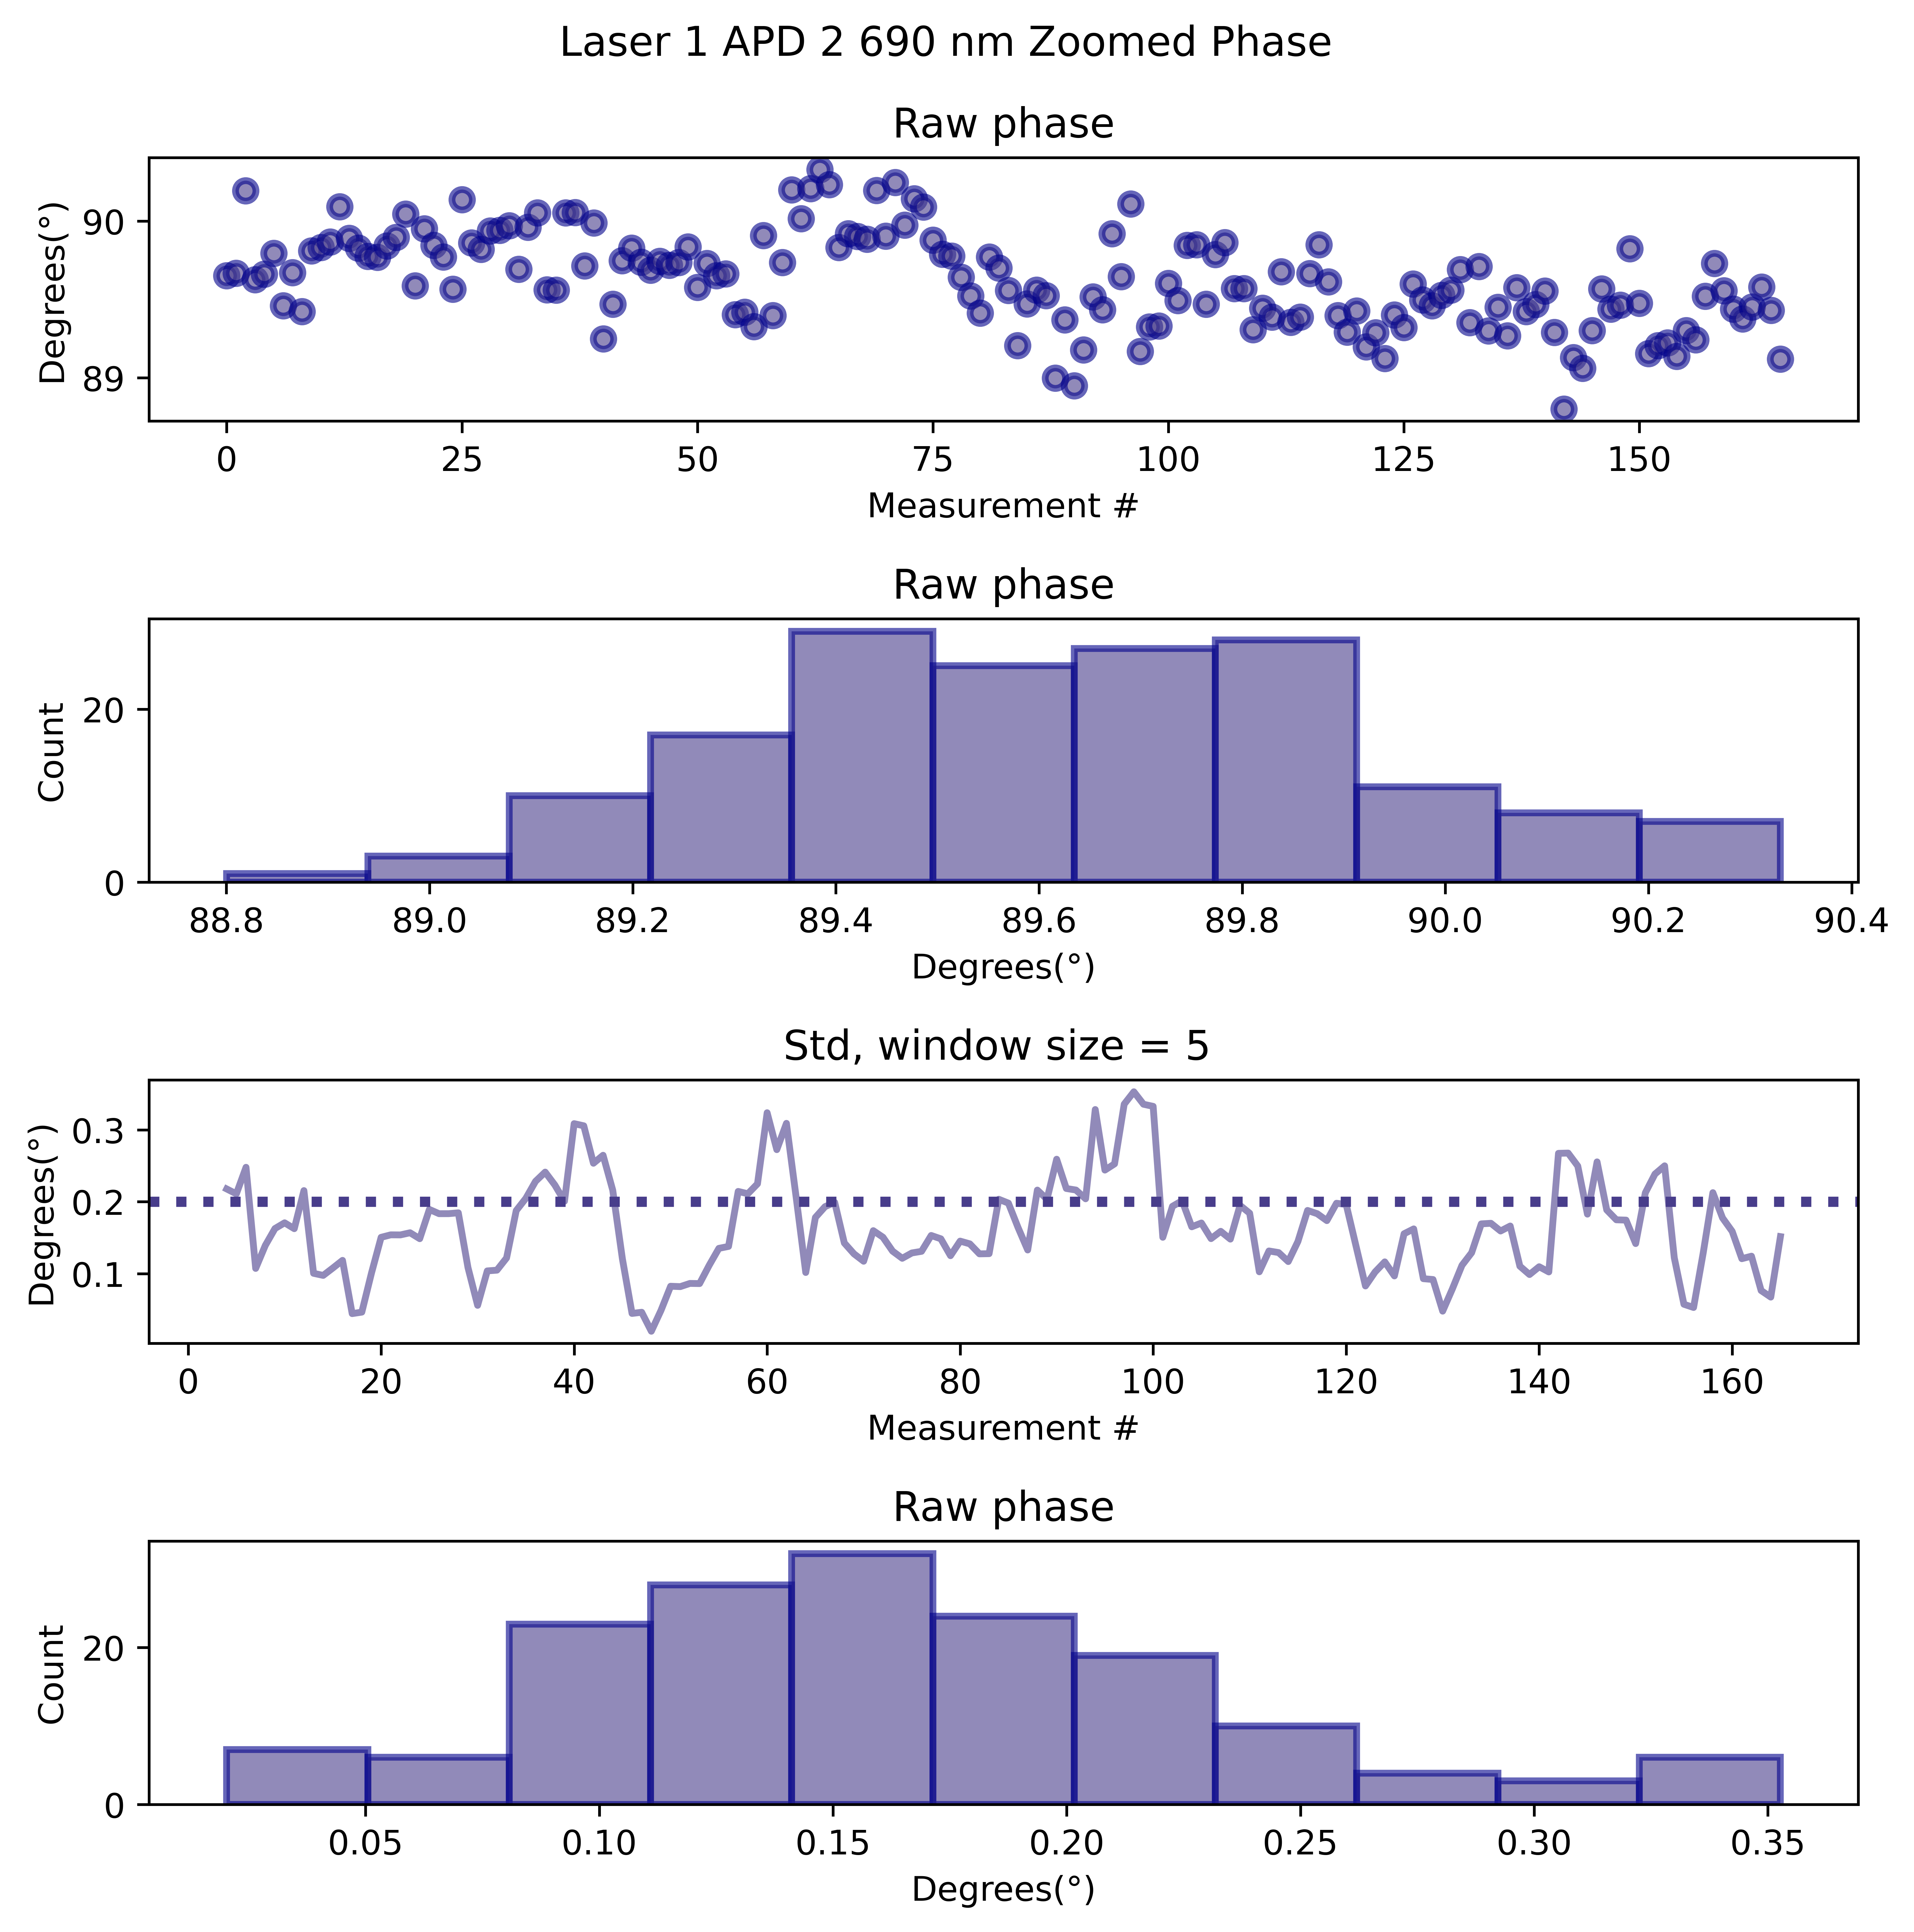 Laser 1 APD 2 690 nm Zoomed Phase
Raw phase
Degrees(°)
90
89
0 25 50 75 100 125 150
Measurement #
Raw phase
Count
20
0
88.8 89.0 89.2 89.4 89.6 89.8 90.0 90.2 90.4
Degrees(°)
Std, window size = 5
Degrees(°)
0.3
0.2
0.1
0 20 40 60 80 100 120 140 160
Measurement #
Raw phase
Count
20
0
0.05 0.10 0.15 0.20 0.25 0.30 0.35
Degrees(°)